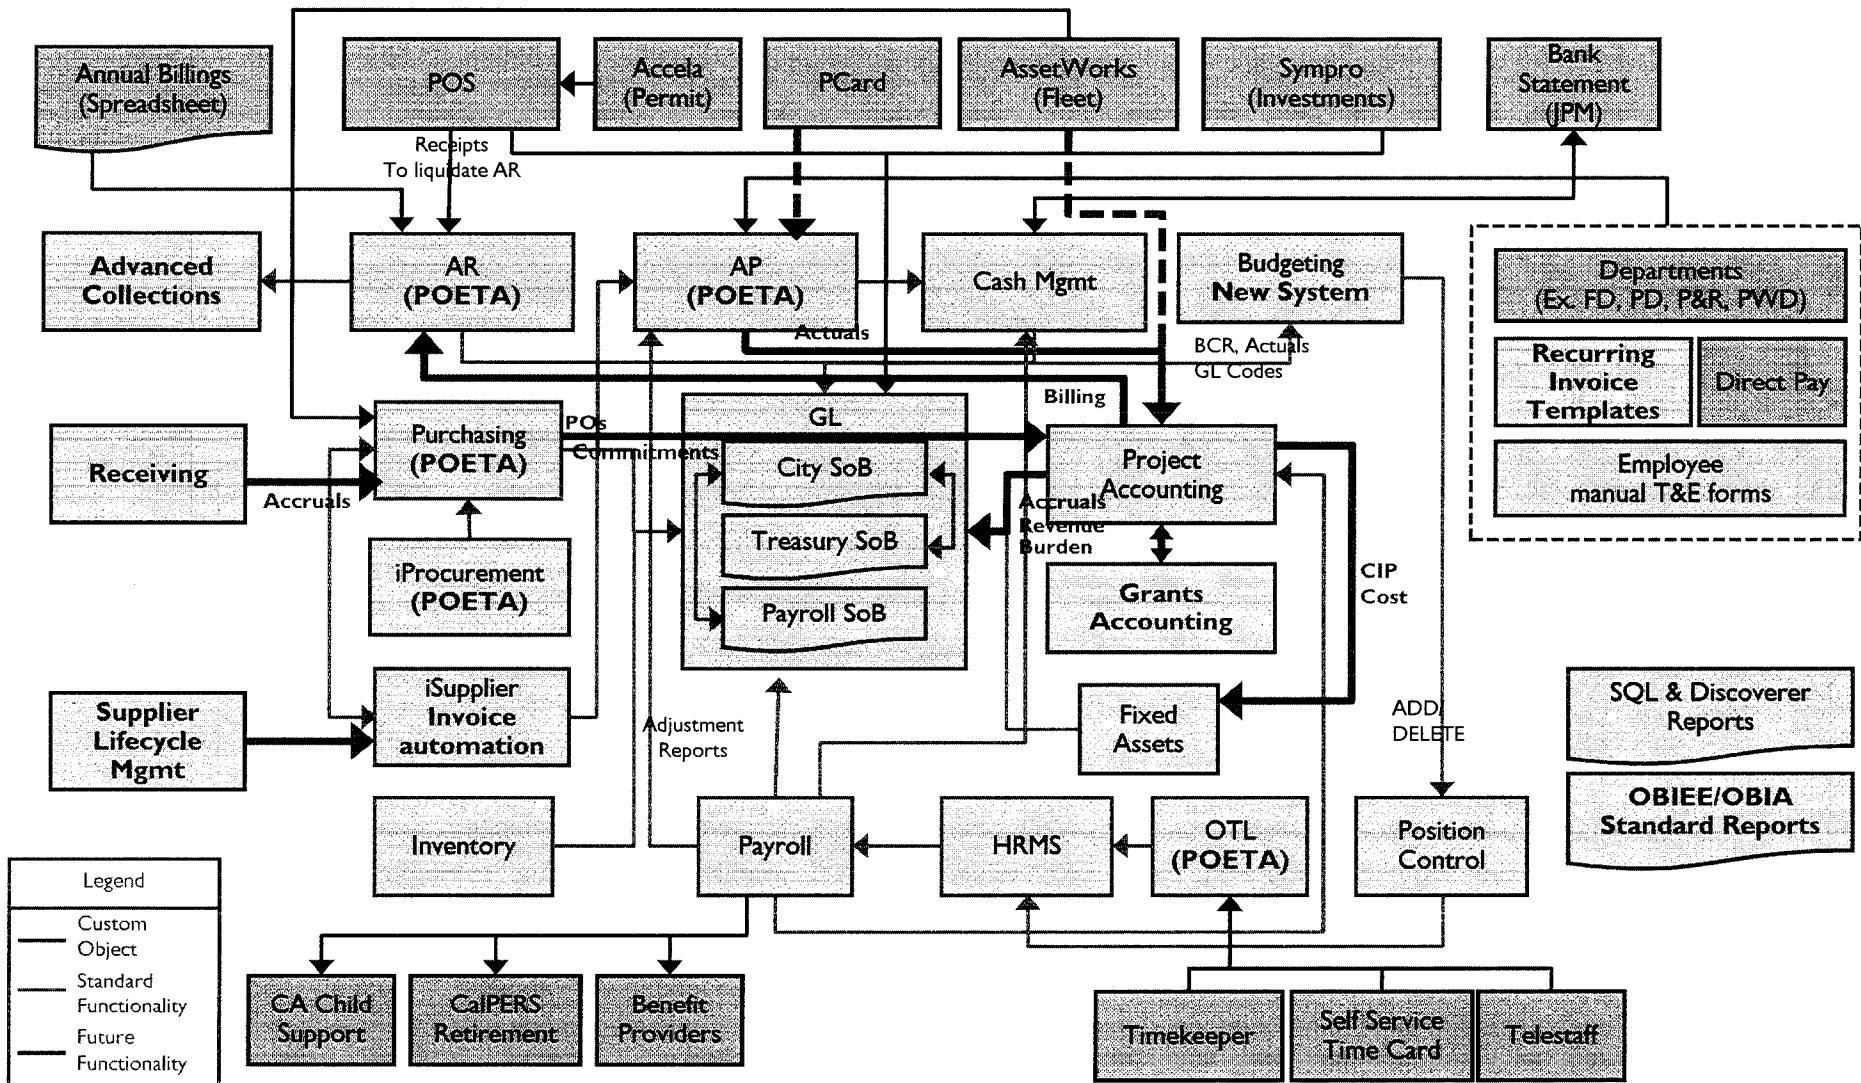 Annual Billings
(Spreadsheet)
POS
Accela
(Permit)
PCard
AssetWorks
(Fleet)
Sympro
(Investments)
Bank
Statement
(JPM)
Receipts
To liquidate AR
Advanced
Collections
AR
(POETA)
AP
(POETA)
Cash Mgmt
Budgeting
New System
Departments
(Ex. FD, PD, P&R, PWD)
Recurring
Invoice
Templates
Direct Pay
Employee
manual T&E forms
Actuals
BCR, Actuals
GL Codes
Billing
Receiving
Accruals
Purchasing
(POETA)
POs
Commitments
GL
City SoB
Treasury SoB
Payroll SoB
Project
Accounting
Accruals
Revenue
Burden
iProcurement
(POETA)
Grants
Accounting
CIP
Cost
Supplier
Lifecycle
Mgmt
iSupplier
Invoice
automation
Adjustment
Reports
Fixed
Assets
ADD/
DELETE
SQL & Discoverer
Reports
OBIEE/OBIA
Standard Reports
Inventory
Payroll
HRMS
OTL
(POETA)
Position
Control
Legend
Custom
Object
Standard
Functionality
Future
Functionality
CA Child
Support
CalPERS
Retirement
Benefit
Providers
Timekeeper
Self Service
Time Card
Telestaff